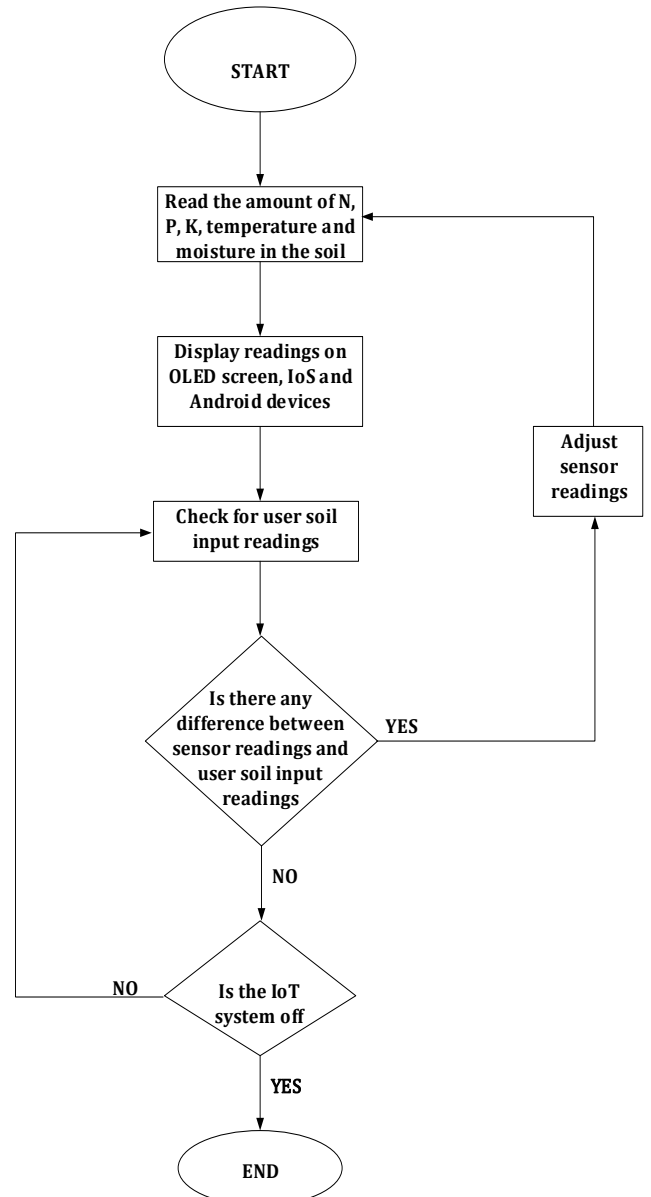 START
Read the amount of N,
P, K, temperature and
moisture in the soil
Display readings on
OLED screen, IoS and
Android devices
Adjust
sensor
readings
Check for user soil
input readings
Is there any
difference between
sensor readings and
user soil input
readings
YES
NO
Is the IoT
system off
NO
YES
END